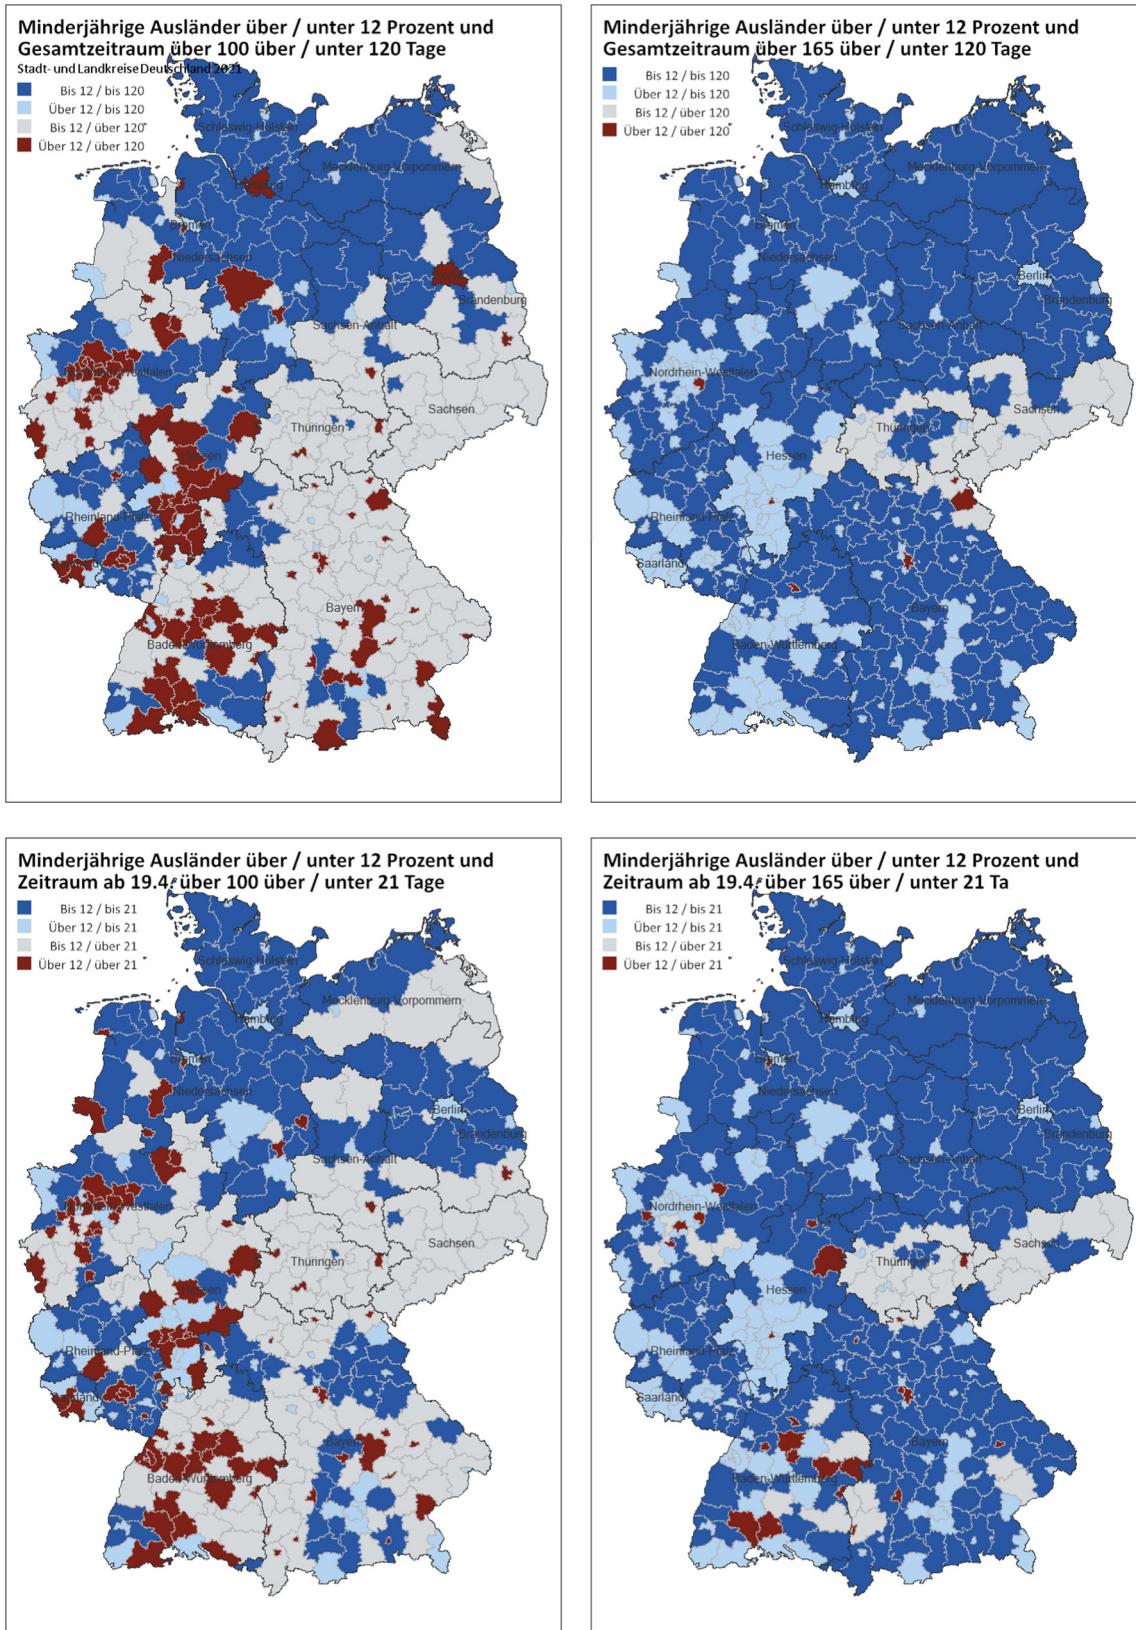 Minderjährige Ausländer über / unter 12 Prozent und
Gesamtzeitraum über 100 über / unter 120 Tage
Stadt- und Landkreise Deutschland 2021
Bis 12 / bis 120
Über 12 / bis 120
Bis 12 / über 120
Über 12 / über 120
Schleswig-Holstein
Mecklenburg-Vorpommern
Hamburg
Bremen
Niedersachsen
Berlin
Brandenburg
Sachsen-Anhalt
Nordrhein-Westfalen
Sachsen
Thüringen
Hessen
Rheinland-Pfalz
Saarland
Bayern
Baden-Württemberg
Minderjährige Ausländer über / unter 12 Prozent und
Gesamtzeitraum über 165 über / unter 120 Tage
Bis 12 / bis 120
Über 12 / bis 120
Bis 12 / über 120
Über 12 / über 120
Schleswig-Holstein
Mecklenburg-Vorpommern
Hamburg
Bremen
Niedersachsen
Berlin
Brandenburg
Sachsen-Anhalt
Nordrhein-Westfalen
Sachsen
Thüringen
Hessen
Rheinland-Pfalz
Saarland
Bayern
Baden-Württemberg
Minderjährige Ausländer über / unter 12 Prozent und
Zeitraum ab 19.4. über 100 über / unter 21 Tage
Bis 12 / bis 21
Über 12 / bis 21
Bis 12 / über 21
Über 12 / über 21
Schleswig-Holstein
Mecklenburg-Vorpommern
Hamburg
Bremen
Niedersachsen
Berlin
Brandenburg
Sachsen-Anhalt
Nordrhein-Westfalen
Sachsen
Thüringen
Hessen
Rheinland-Pfalz
Saarland
Bayern
Baden-Württemberg
Minderjährige Ausländer über / unter 12 Prozent und
Zeitraum ab 19.4. über 165 über / unter 21 Ta
Bis 12 / bis 21
Über 12 / bis 21
Bis 12 / über 21
Über 12 / über 21
Schleswig-Holstein
Mecklenburg-Vorpommern
Hamburg
Bremen
Niedersachsen
Berlin
Brandenburg
Sachsen-Anhalt
Nordrhein-Westfalen
Sachsen
Thüringen
Hessen
Rheinland-Pfalz
Saarland
Bayern
Baden-Württemberg